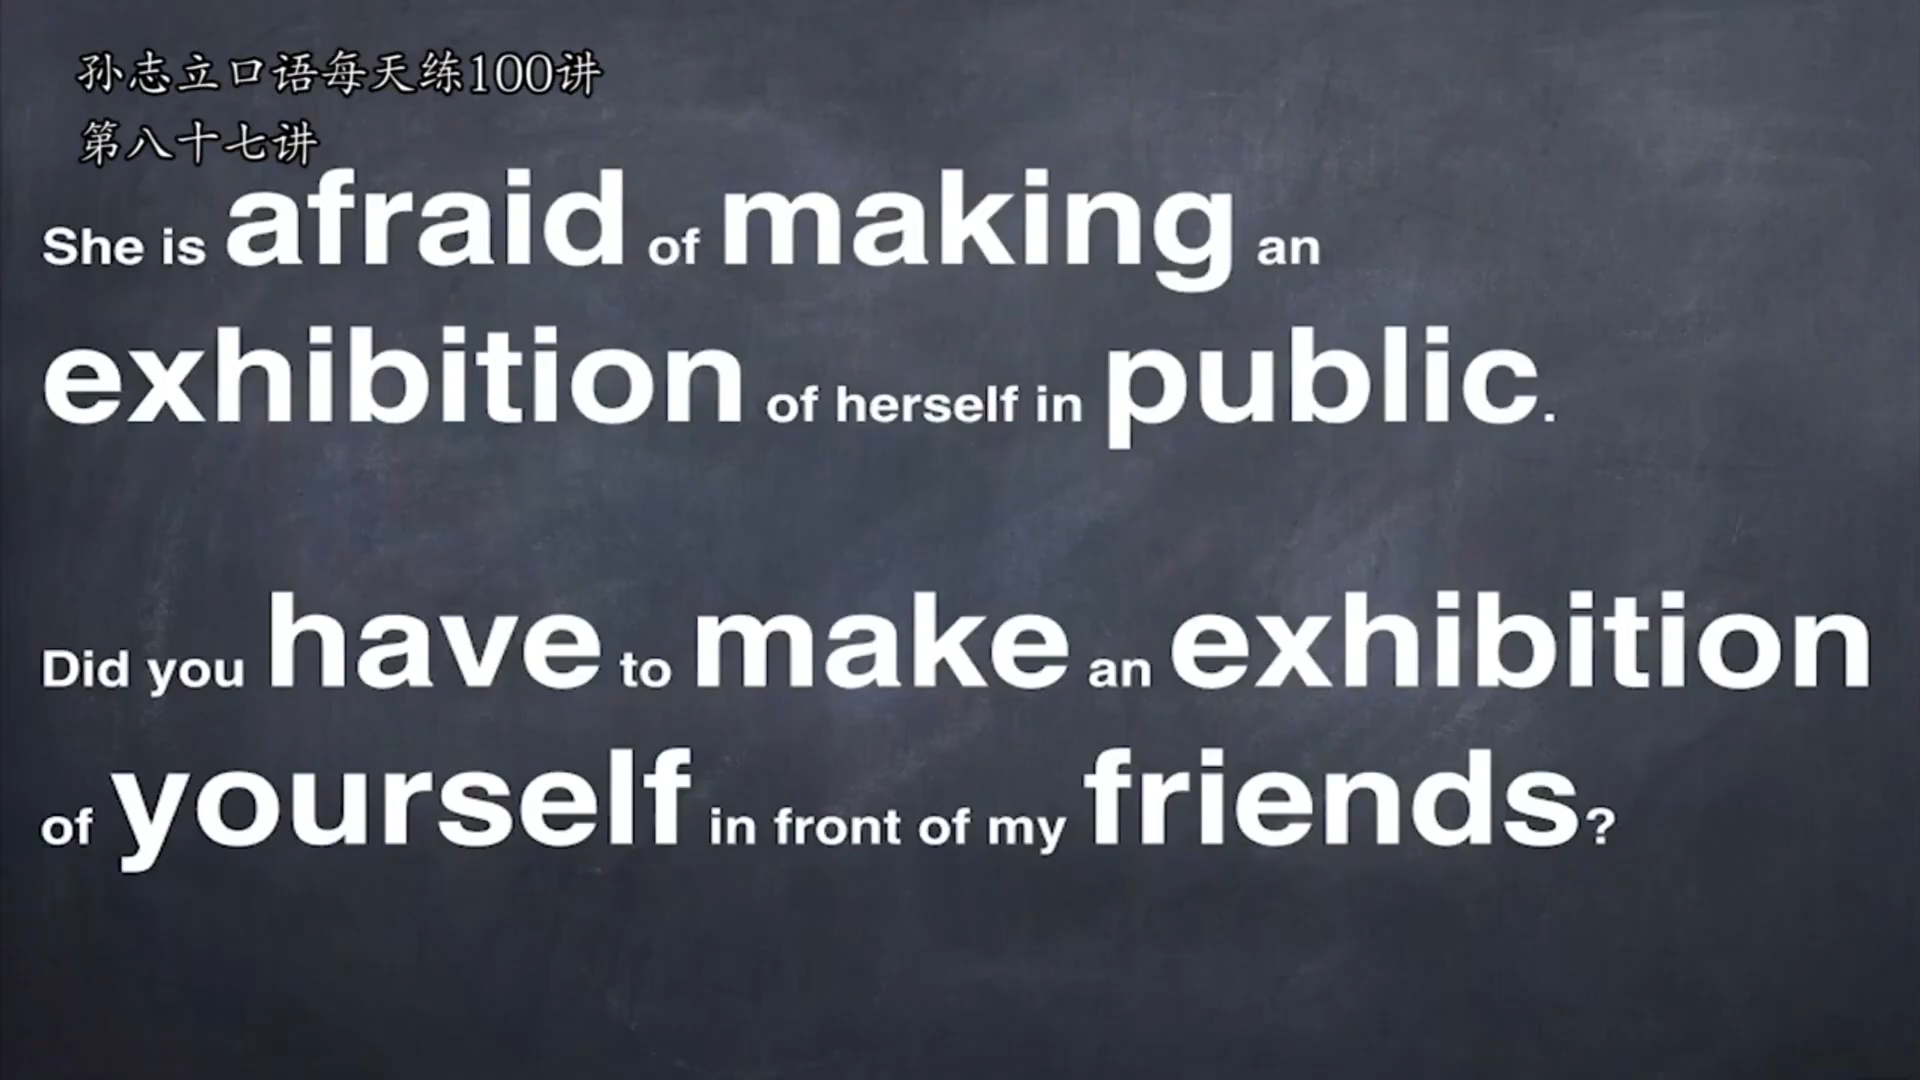 孙志立口语每天练100讲
第八十七讲
She is afraid of making an
exhibition of herself in public.
Did you have to make an exhibition
of yourself in front of my friends?